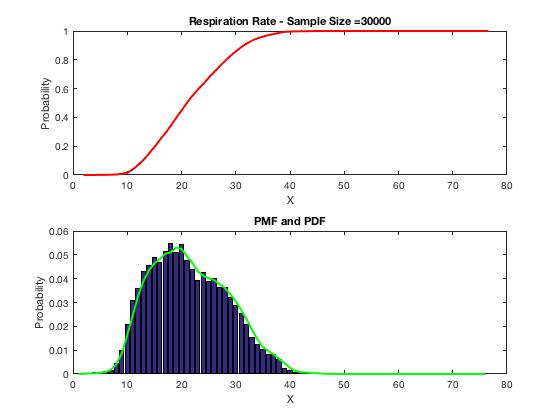 Respiration Rate - Sample Size =30000
Probability
1
0.8
0.6
0.4
0.2
0
0 10 20 30 40 50 60 70 80
X
PMF and PDF
Probability
0.06
0.05
0.04
0.03
0.02
0.01
0
0 10 20 30 40 50 60 70 80
X